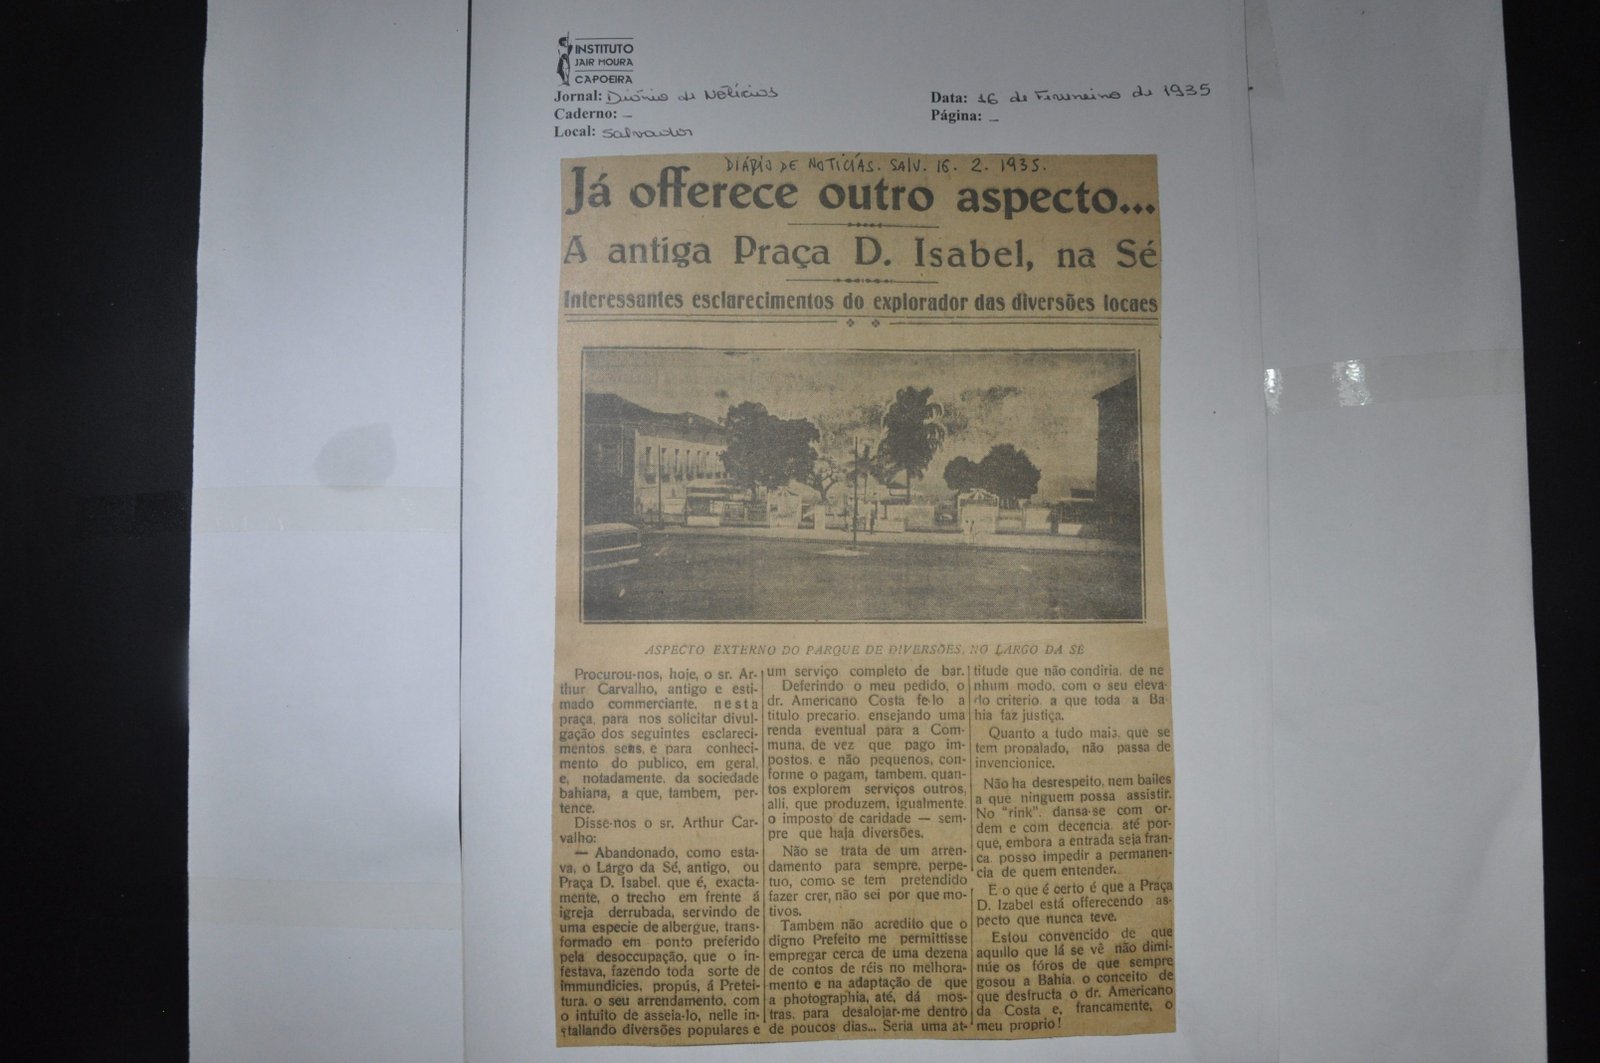 INSTITUTO
JAIR MOURA
CAPOEIRA
Jornal: Diário de Notícias
Caderno: –
Local: Salvador
Data: 16 de Fevereiro de 1935
Página: –
DIÁRIO DE NOTICIAS. SALV. 16. 2. 1935.
Já offerece outro aspecto...
A antiga Praça D. Isabel, na Sé
Interessantes esclarecimentos do explorador das diversões locaes
ASPECTO EXTERNO DO PARQUE DE DIVERSÕES, NO LARGO DA SÉ
Procurou-nos, hoje, o sr. Ar-
thur Carvalho, antigo e esti-
mado commerciante, nesta
praça, para nos solicitar divul-
gação dos seguintes esclareci-
mentos seus, e para conheci-
mento do publico, em geral,
e, notadamente, da sociedade
bahiana, a que, tambem, per-
tence.
Disse-nos o sr. Arthur Car-
valho:
— Abandonado, como esta-
va, o Largo da Sé, antigo, ou
Praça D. Isabel, que é, exacta-
mente, o trecho em frente á
igreja derrubada, servindo de
uma especie de albergue, trans-
formado em ponto preferido
pela desoccupação, que o in-
festava, fazendo toda sorte de
immundicies, propús, á Prefei-
tura, o seu arrendamento, com
o intuito de asseia-lo, nelle in-
stallando diversões populares e
um serviço completo de bar.
Deferindo o meu pedido, o
dr. Americano Costa fe-lo a
titulo precario, ensejando uma
renda eventual para a Com-
muna, de vez que pago im-
postos, e não pequenos, con-
forme o pagam, tambem, quan-
tos explorem serviços outros,
alli, que produzem, igualmente
o imposto de caridade — sem-
pre que haja diversões.
Não se trata de um arren-
damento para sempre, perpe-
tuo, como se tem pretendido
fazer crer, não sei por que mo-
tivos.
Tambem não acredito que o
digno Prefeito me permittisse
empregar cerca de uma dezena
de contos de réis no melhora-
mento e na adaptação de que
a photographia, até, dá mos-
tras, para desalojar-me dentro
de poucos dias... Seria uma at-
titude que não condiria, de ne
nhum modo, com o seu eleva-
do criterio, a que toda a Ba-
hia faz justiça.
Quanto a tudo mais, que se
tem propalado, não passa de
invencionice.
Não ha desrespeito, nem bailes
a que ninguem possa assistir.
No "rink", dansa-se com or-
dem e com decencia, até por-
que, embora a entrada seja fran-
ca, posso impedir a permanen-
cia de quem entender.
E o que é certo é que a Praça
D. Izabel está offerecendo as-
pecto que nunca teve.
Estou convencido de que
aquillo que lá se vê não dimi-
núe os fóros de que sempre
gosou a Bahia, o conceito de
que desfructa o dr. Americano
da Costa e, francamente, o
meu proprio!